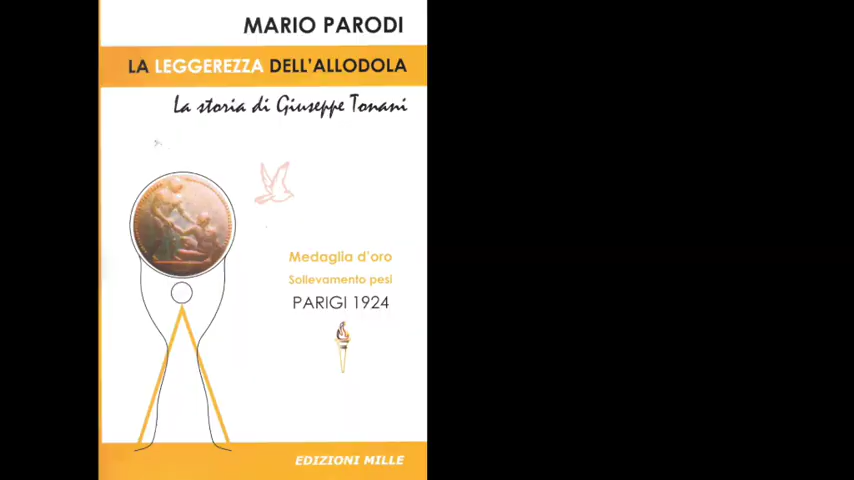 MARIO PARODI
LA LEGGEREZZA DELL'ALLODOLA
La storia di Giuseppe Tonani
Medaglia d'oro
Sollevamento pesi
PARIGI 1924
EDIZIONI MILLE